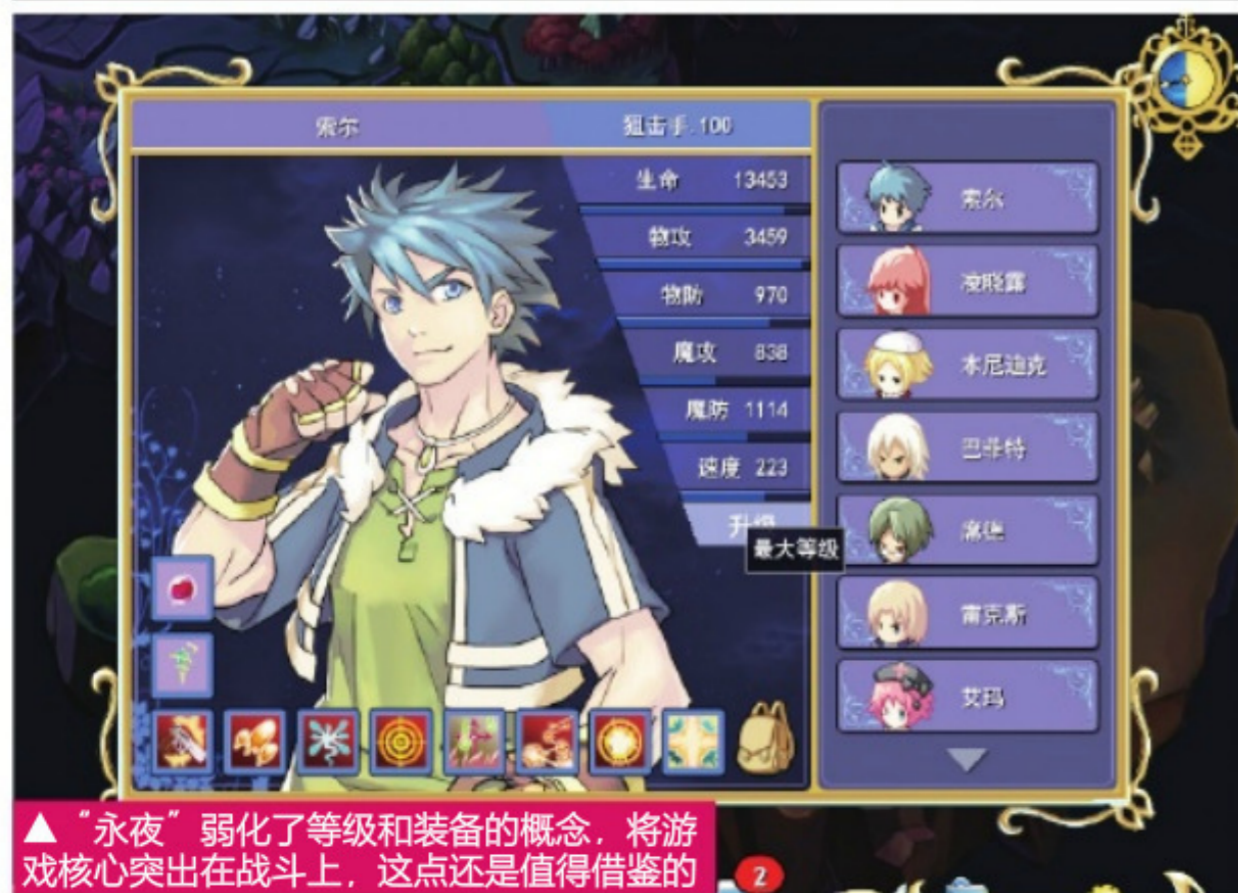 索尔
狙击手.100
生命 13453
物攻 3459
物防 970
魔攻 838
魔防 1114
速度 223
升级
最大等级
索尔
凌晓露
本尼迪克
巴菲特
席德
雷克斯
艾玛
▲“永夜”弱化了等级和装备的概念，将游
戏核心突出在战斗上，这点还是值得借鉴的
2